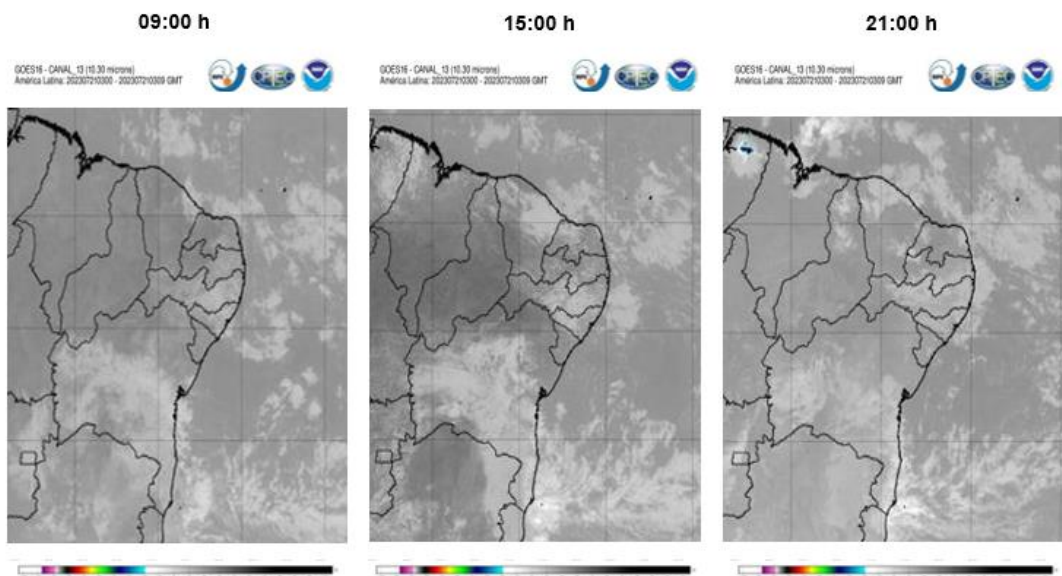 09:00 h
15:00 h
21:00 h
GOES16 - CANAL_13 (10.30 microns)
América Latina: 202307210300 - 202307210309 GMT
GOES16 - CANAL_13 (10.30 microns)
América Latina: 202307210300 - 202307210309 GMT
GOES16 - CANAL_13 (10.30 microns)
América Latina: 202307210300 - 202307210309 GMT